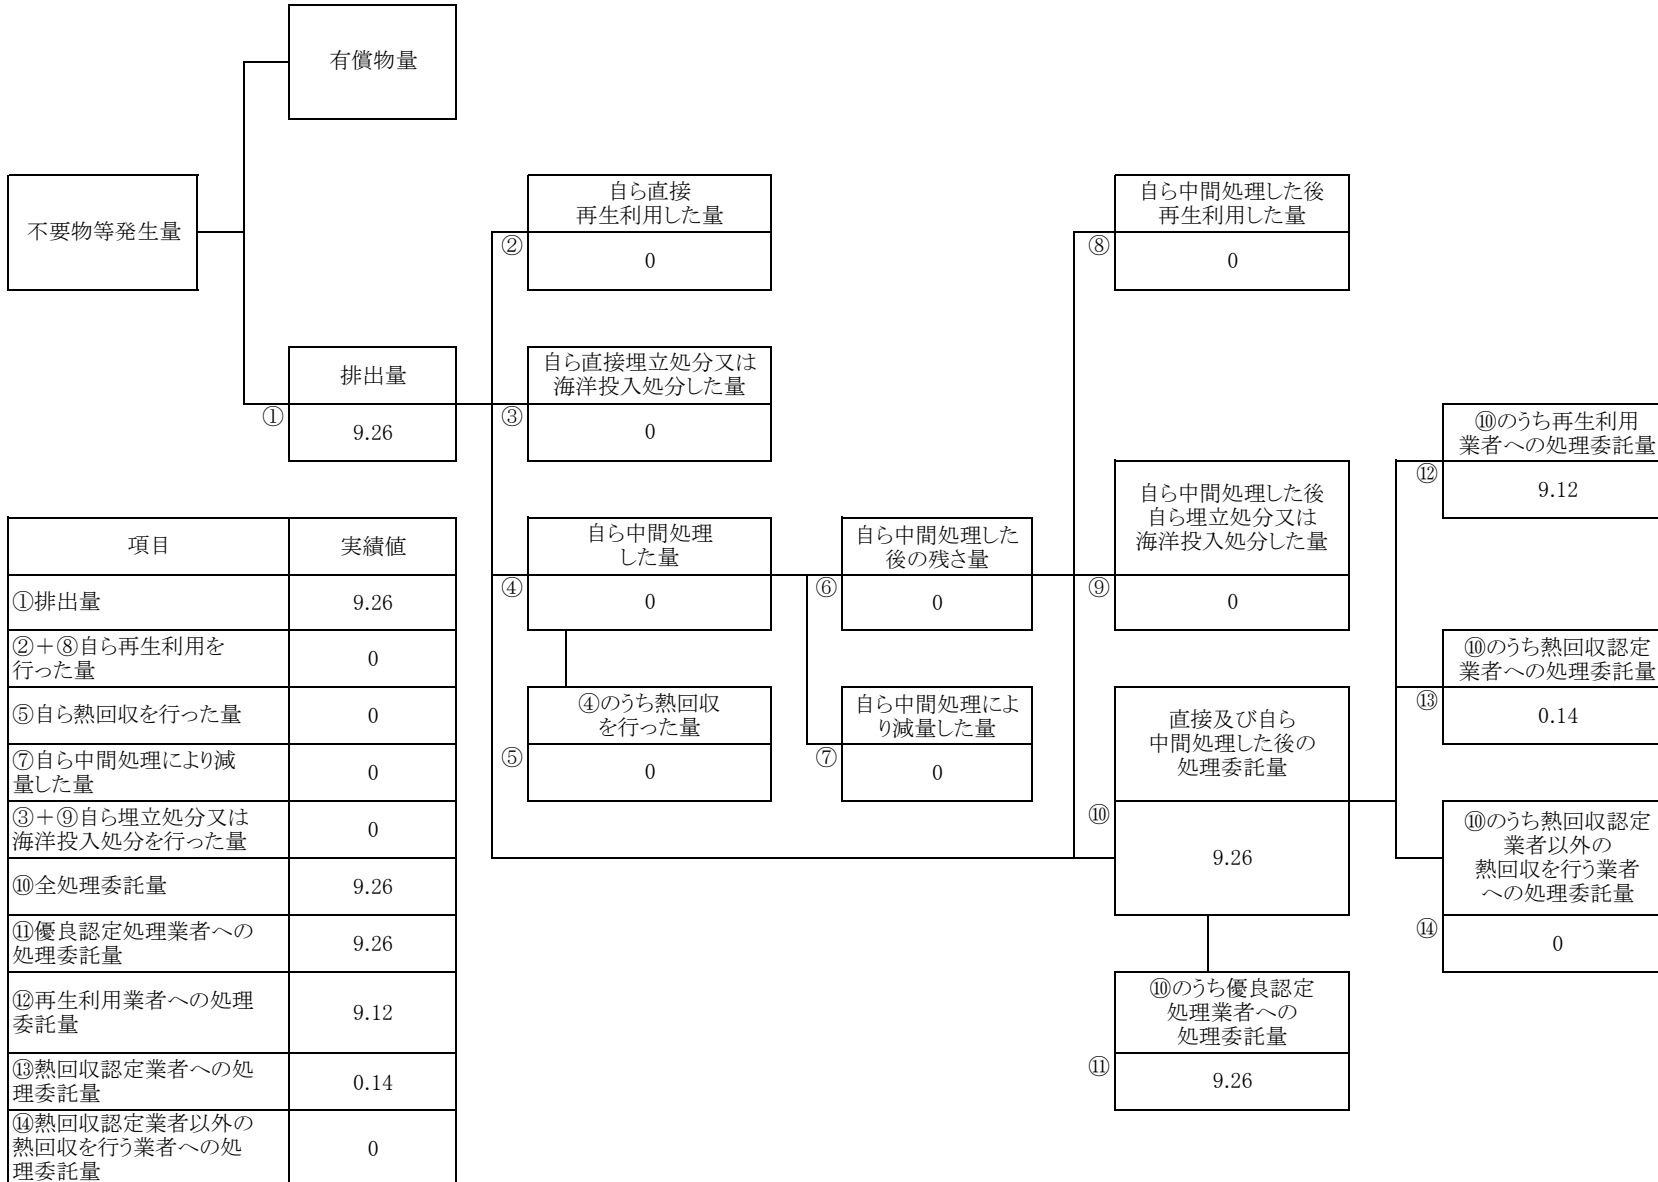 有償物量
不要物等発生量
自ら直接
再生利用した量
②
0
自ら中間処理した後
再生利用した量
⑧
0
排出量
①
9.26
自ら直接埋立処分又は
海洋投入処分した量
③
0
⑩のうち再生利用
業者への処理委託量
⑫
9.12
自ら中間処理
した量
④
0
自ら中間処理した
後の残さ量
⑥
0
自ら中間処理した後
自ら埋立処分又は
海洋投入処分した量
⑨
0
⑩のうち熱回収認定
業者への処理委託量
⑬
0.14
④のうち熱回収
を行った量
⑤
0
自ら中間処理によ
り減量した量
⑦
0
直接及び自ら
中間処理した後の
処理委託量
⑩
9.26
⑩のうち熱回収認定
業者以外の
熱回収を行う業者
への処理委託量
⑭
0
⑩のうち優良認定
処理業者への
処理委託量
⑪
9.26
項目 実績値
①排出量 9.26
②＋⑧自ら再生利用を
行った量 0
⑤自ら熱回収を行った量 0
⑦自ら中間処理により減
量した量 0
③＋⑨自ら埋立処分又は
海洋投入処分を行った量 0
⑩全処理委託量 9.26
⑪優良認定処理業者への
処理委託量 9.26
⑫再生利用業者への処理
委託量 9.12
⑬熱回収認定業者への処
理委託量 0.14
⑭熱回収認定業者以外の
熱回収を行う業者への処
理委託量 0